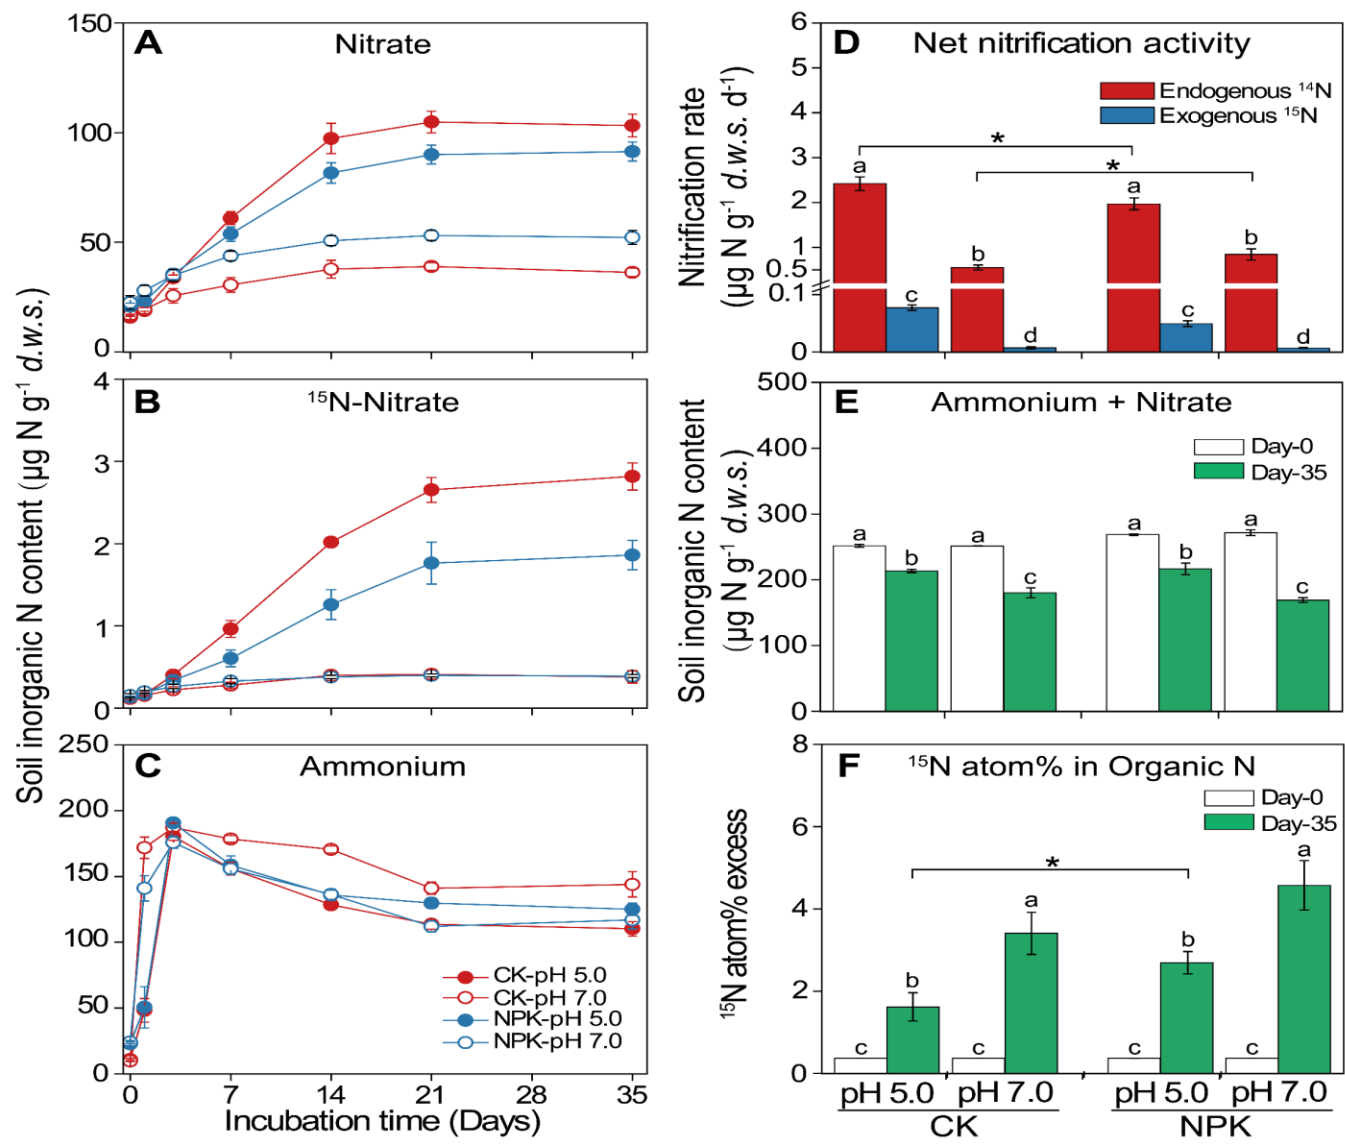 Soil inorganic N content (µg N g⁻¹ d.w.s.)
A
Nitrate
150
100
50
0
B
¹⁵N-Nitrate
4
3
2
1
0
C
Ammonium
250
200
150
100
50
0
CK-pH 5.0
CK-pH 7.0
NPK-pH 5.0
NPK-pH 7.0
0 7 14 21 28 35
Incubation time (Days)
D
Net nitrification activity
Nitrification rate
(µg N g⁻¹ d.w.s. d⁻¹)
6
5
4
3
2
1
0.5
0.1
0
Endogenous ¹⁴N
Exogenous ¹⁵N
*
*
a c b d a c b d
E
Ammonium + Nitrate
Soil inorganic N content
(µg N g⁻¹ d.w.s.)
500
400
300
200
100
0
Day-0
Day-35
a b a c a b a c
F
¹⁵N atom% in Organic N
¹⁵N atom% excess
8
6
4
2
0
Day-0
Day-35
*
c b c a c b c a
pH 5.0 pH 7.0 pH 5.0 pH 7.0
CK NPK